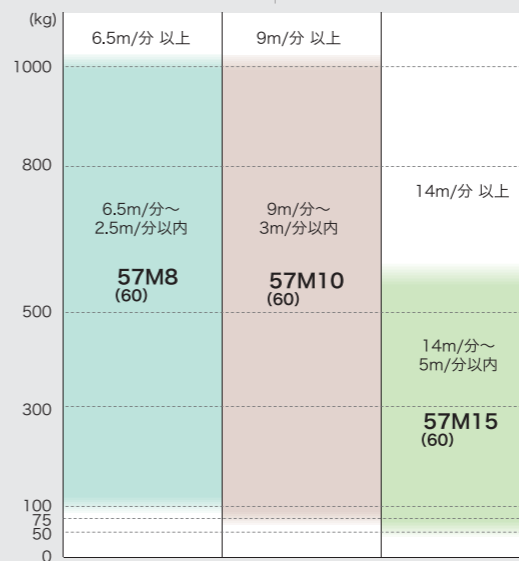 (kg)
6.5m/分 以上
9m/分 以上
1000
800
14m/分 以上
6.5m/分～
2.5m/分以内
9m/分～
3m/分以内
57M8
(60)
57M10
(60)
500
14m/分～
5m/分以内
300
57M15
(60)
100
75
50
0